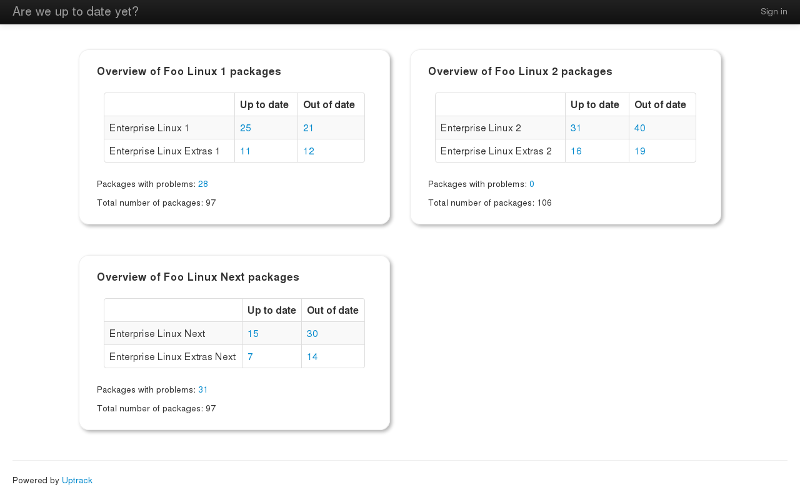 Are we up to date yet? Sign in
Overview of Foo Linux 1 packages
Up to date Out of date
Enterprise Linux 1 25 21
Enterprise Linux Extras 1 11 12
Packages with problems: 28
Total number of packages: 97
Overview of Foo Linux 2 packages
Up to date Out of date
Enterprise Linux 2 31 40
Enterprise Linux Extras 2 16 19
Packages with problems: 0
Total number of packages: 106
Overview of Foo Linux Next packages
Up to date Out of date
Enterprise Linux Next 15 30
Enterprise Linux Extras Next 7 14
Packages with problems: 31
Total number of packages: 97
Powered by Uptrack